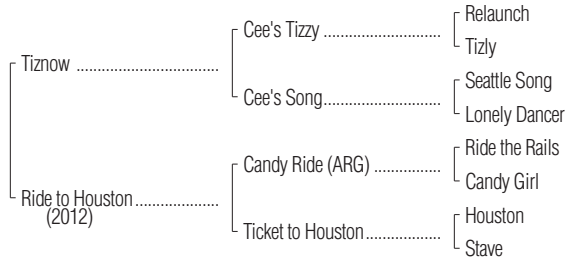 Relaunch
Cee's Tizzy ..........................
Tizly
Tiznow ................................
Seattle Song
Cee's Song..........................
Lonely Dancer
Ride the Rails
Candy Ride (ARG) ...............
Candy Girl
Ride to Houston...................
(2012)
Houston
Ticket to Houston.................
Stave